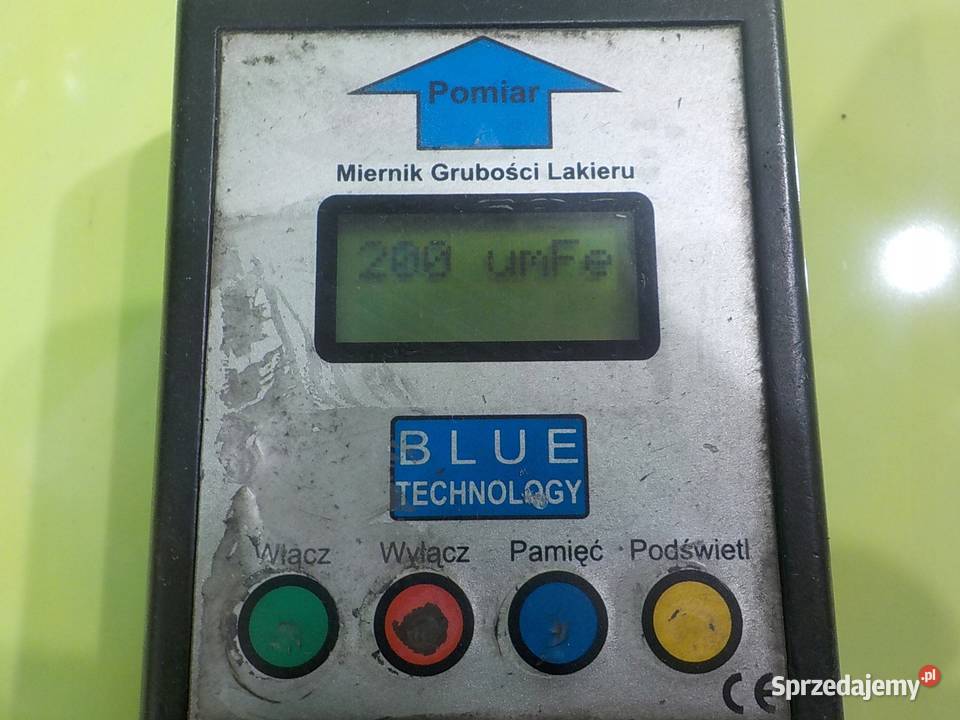 Pomiar
Miernik Grubości Lakieru
200 umFe
BLUE
TECHNOLOGY
Włącz Wyłącz Pamięć Podświetl
CE
Sprzedajemy.pl